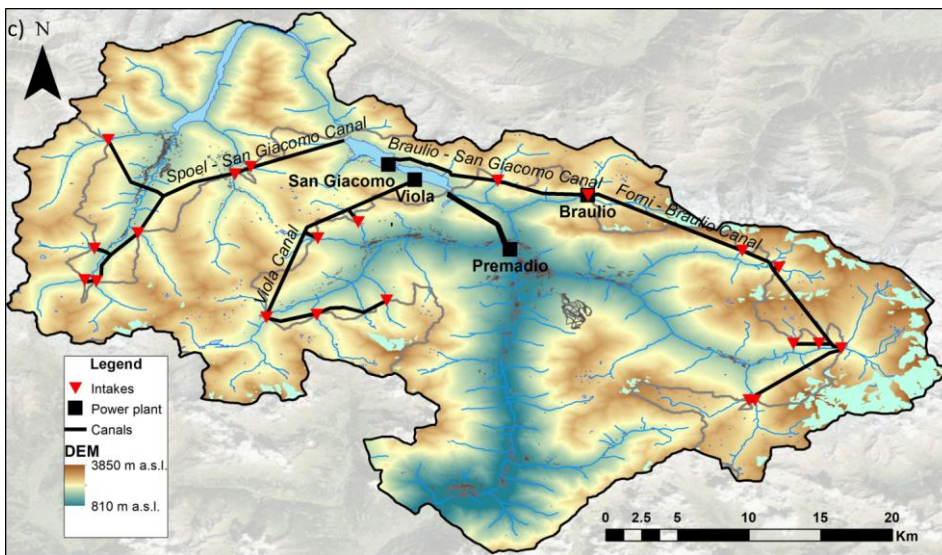 c)
N
Spoel - San Giacomo Canal
Braulio - San Giacomo Canal
San Giacomo
Viola
Braulio
Forni - Braulio Canal
Viola Canal
Premadio
Legend
Intakes
Power plant
Canals
DEM
3850 m a.s.l.
810 m a.s.l.
0 2.5 5 10 15 20
Km